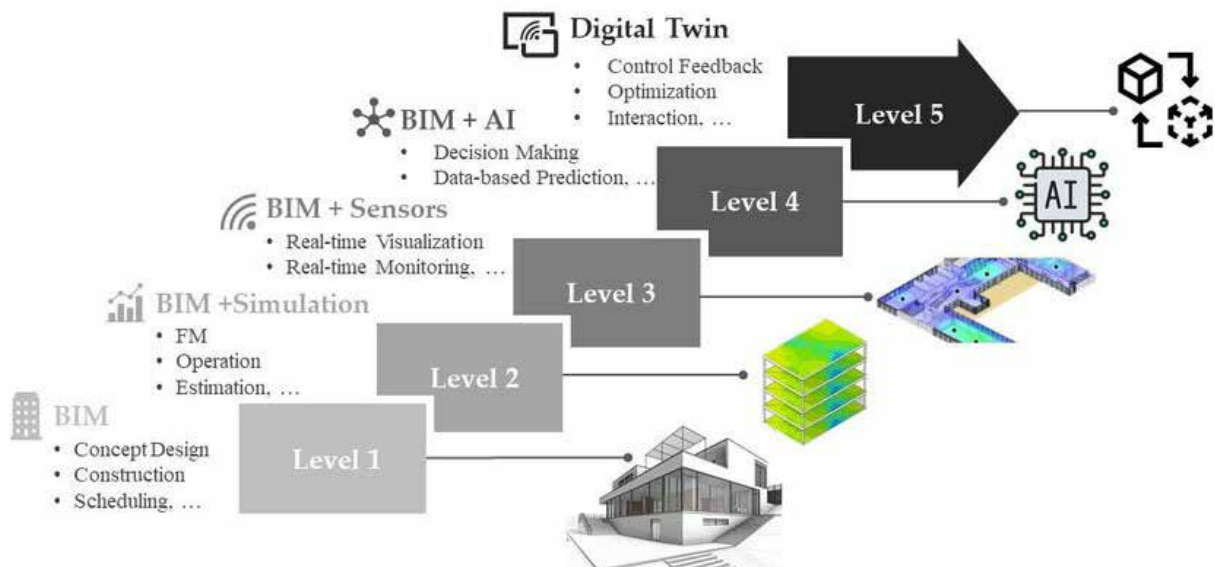 Digital Twin
• Control Feedback
• Optimization
• Interaction, …
Level 5
BIM + AI
• Decision Making
• Data-based Prediction, …
Level 4
AI
BIM + Sensors
• Real-time Visualization
• Real-time Monitoring, …
Level 3
BIM +Simulation
• FM
• Operation
• Estimation, …
Level 2
BIM
• Concept Design
• Construction
• Scheduling, …
Level 1